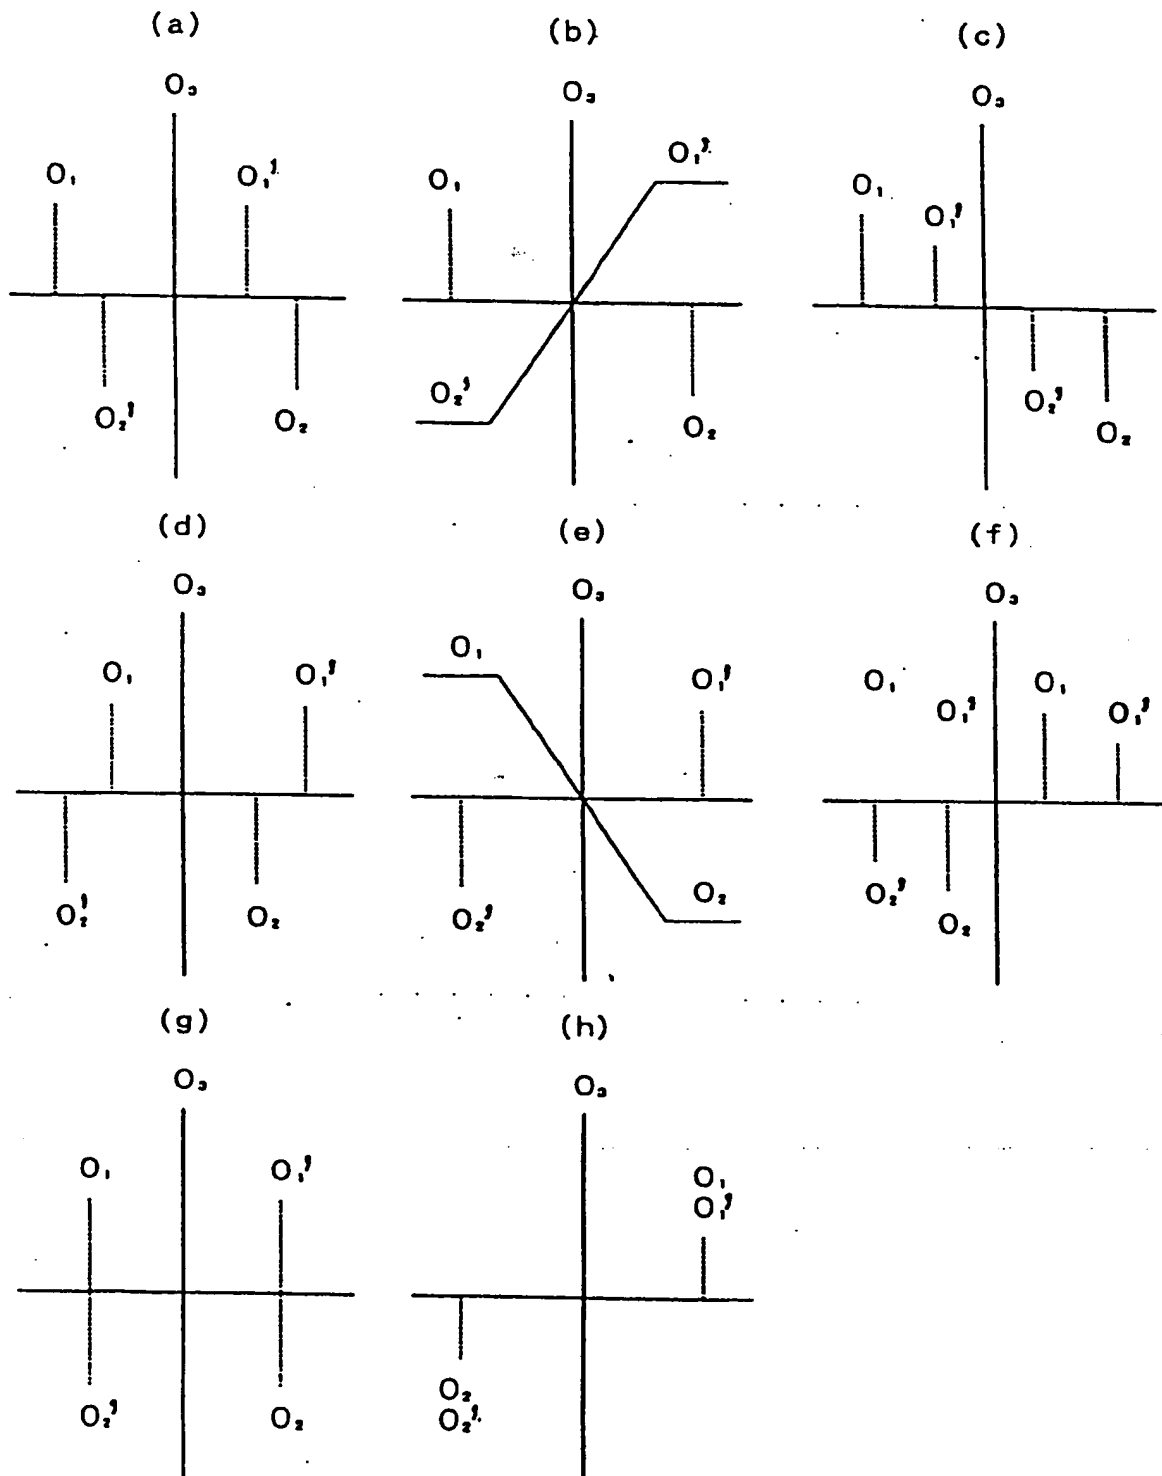 (a)
(b)
(c)
O₃
O₃
O₃
O₁
O₁'
O₁
O₁'
O₁
O₁'
O₂'
O₂
O₂'
O₂
O₂'
O₂
(d)
(e)
(f)
O₃
O₃
O₃
O₁
O₁'
O₁
O₁'
O₁
O₁'
O₁
O₁'
O₂'
O₂
O₂'
O₂
O₂'
O₂
(g)
(h)
O₃
O₃
O₁
O₁'
O₁
O₁'
O₂'
O₂
O₂
O₂'